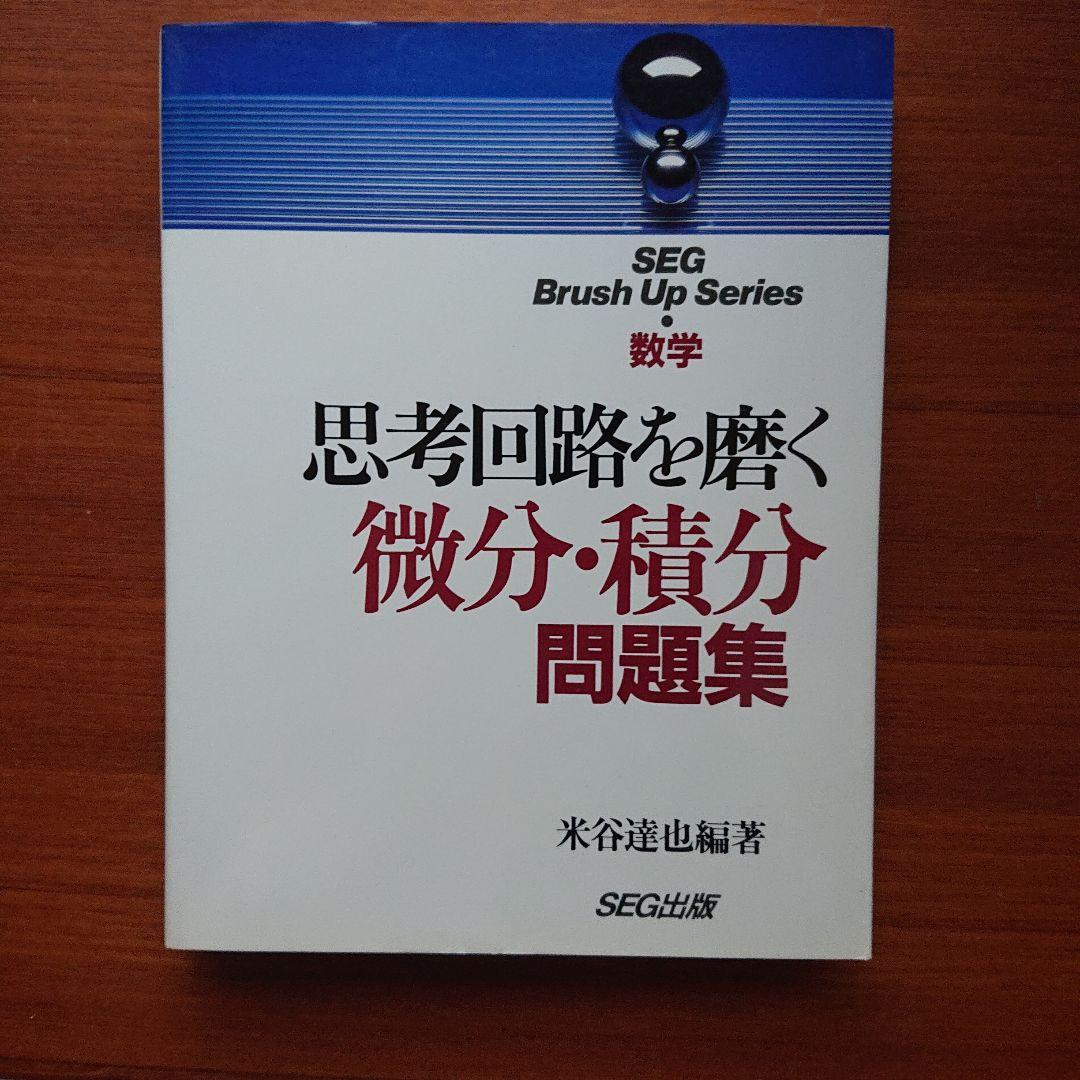 SEG
Brush Up Series
・
数学
思考回路を磨く
微分・積分
問題集
米谷達也編著
SEG出版